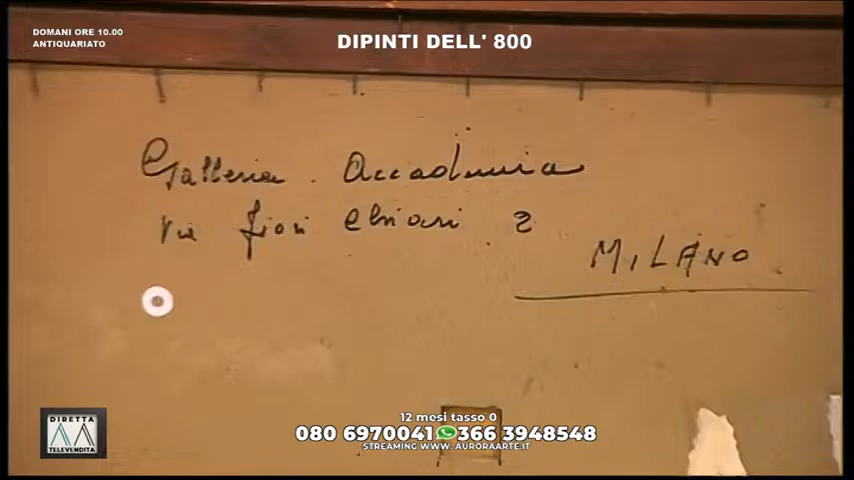 DOMANI ORE 10.00
ANTIQUARIATO
DIPINTI DELL' 800
Galleria . Accademia
Via fiori chiari 2
MILANO
DIRETTA
TELEVENDITA
12 mesi tasso 0
080 6970041 366 3948548
STREAMING WWW. AURORAARTE.IT